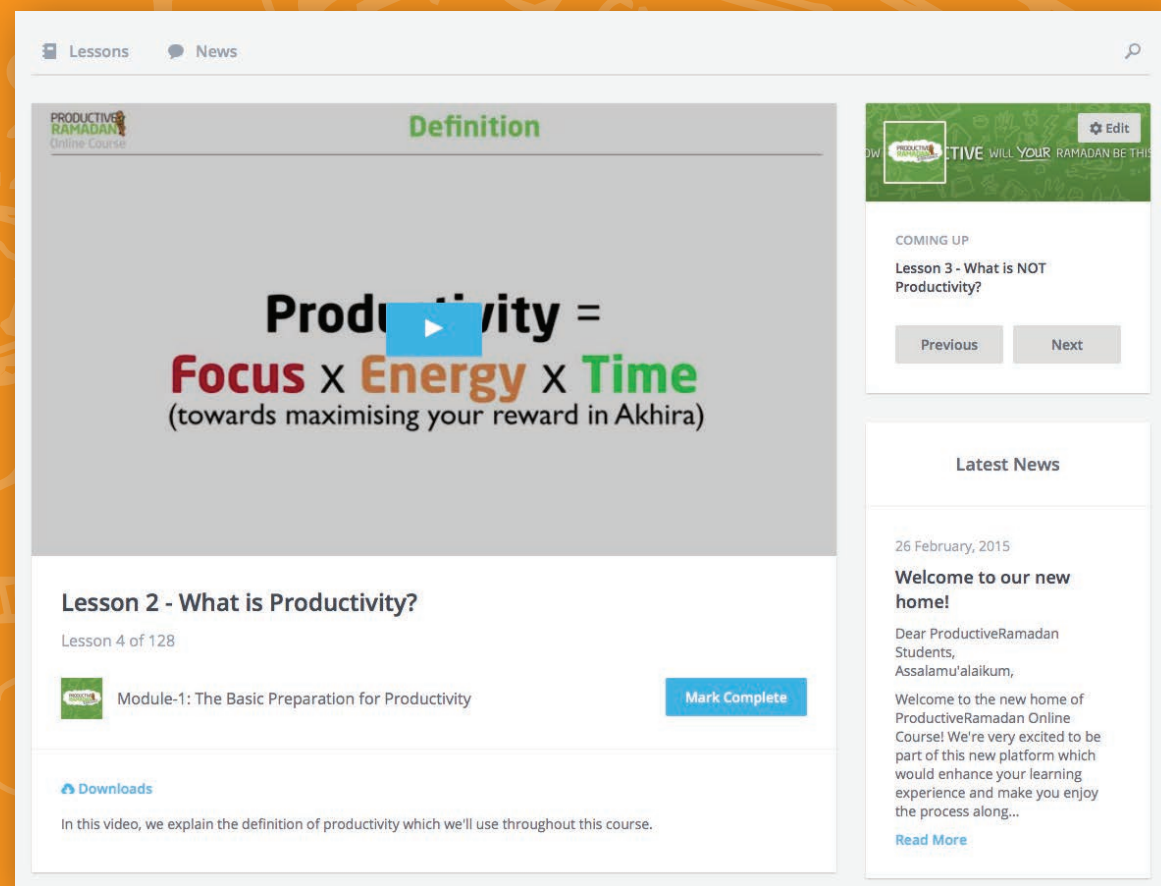 Lessons
News
PRODUCTIVE
RAMADAN
Online Course
Definition
Productivity =
Focus x Energy x Time
(towards maximising your reward in Akhira)
Lesson 2 - What is Productivity?
Lesson 4 of 128
Module-1: The Basic Preparation for Productivity
Mark Complete
Downloads
In this video, we explain the definition of productivity which we'll use throughout this course.
Edit
OW PRODUCTIVE RAMADAN CTIVE WILL YOUR RAMADAN BE THIS
COMING UP
Lesson 3 - What is NOT
Productivity?
Previous
Next
Latest News
26 February, 2015
Welcome to our new
home!
Dear ProductiveRamadan
Students,
Assalamu'alaikum,
Welcome to the new home of
ProductiveRamadan Online
Course! We're very excited to be
part of this new platform which
would enhance your learning
experience and make you enjoy
the process along...
Read More